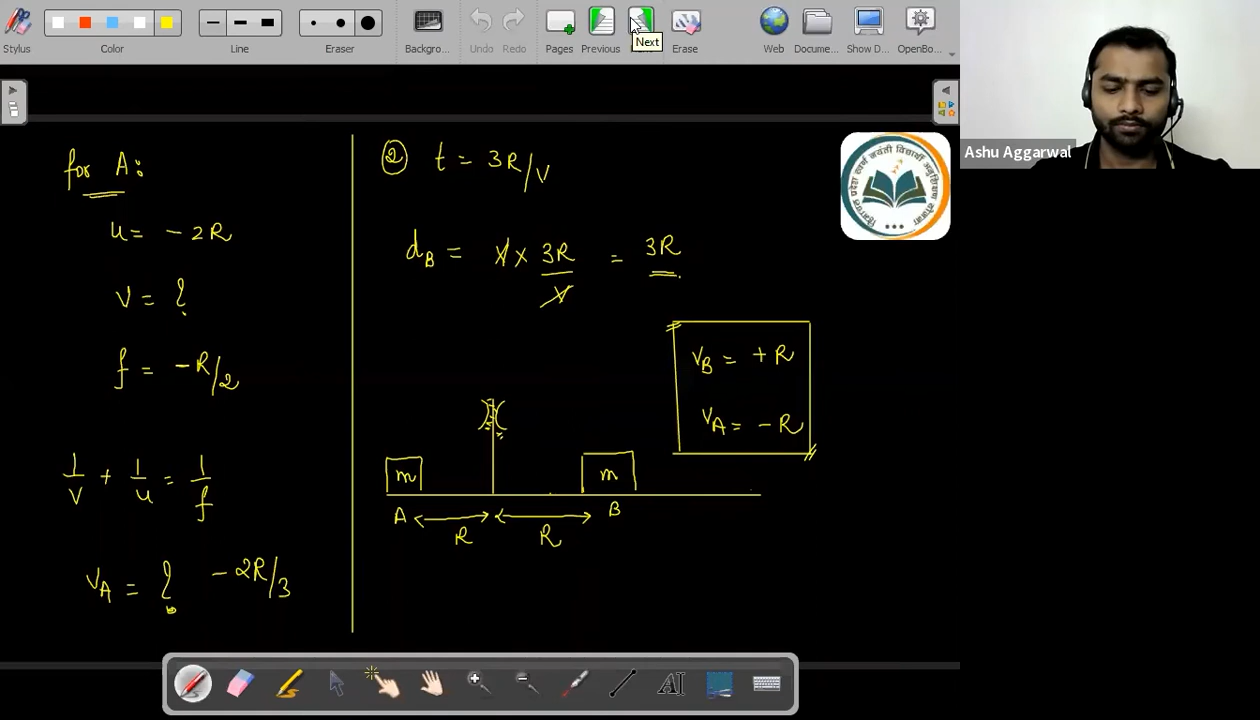 Stylus
Color
Line
Eraser
Backgro...
Undo
Redo
Pages
Previous
Next
Erase
Web
Docume...
Show D...
OpenBo...
Ashu Aggarwal
for A:
u = - 2R
v = ?
f = - R/2
1/v + 1/u = 1/f
vA = ? - 2R/3
② t = 3R/v
dB = v × 3R/v = 3R
vB = + R
vA = - R
m
m
A
B
R
R
AI